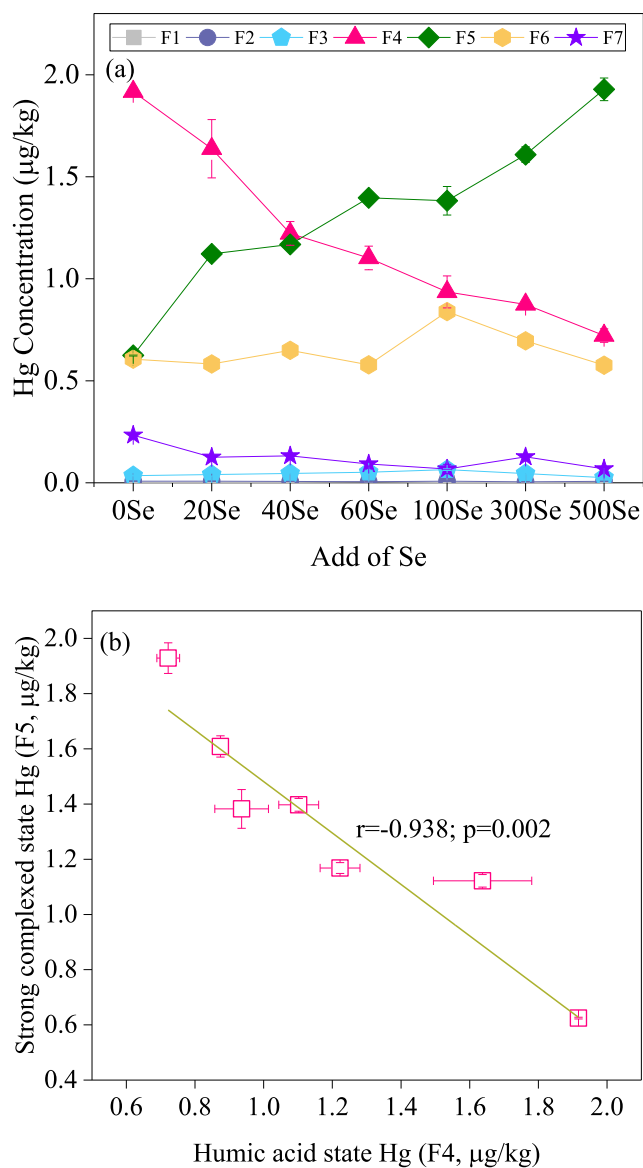 F1 F2 F3 F4 F5 F6 F7
(a)
2.0
1.5
1.0
0.5
0.0
Hg Concentration (μg/kg)
0Se 20Se 40Se 60Se 100Se 300Se 500Se
Add of Se
(b)
2.0
1.8
1.6
1.4
1.2
1.0
0.8
0.6
0.4
Strong complexed state Hg (F5, μg/kg)
r=-0.938; p=0.002
0.6 0.8 1.0 1.2 1.4 1.6 1.8 2.0
Humic acid state Hg (F4, μg/kg)